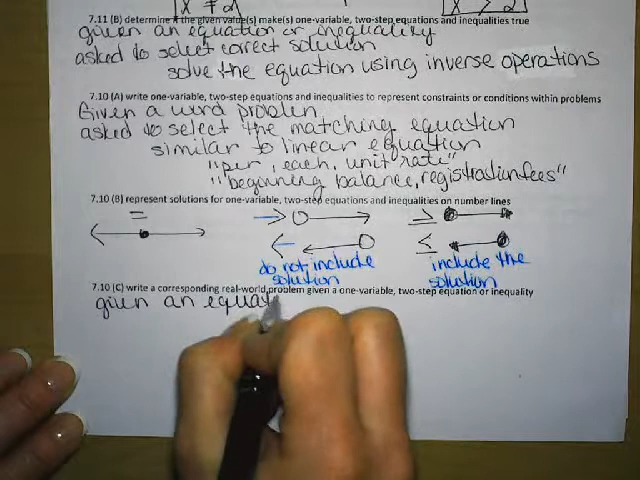 x ≠ 2
7.11 (B) determine if the given value(s) make(s) one-variable, two-step equations and inequalities true
given an equation or inequality
asked to select correct solution
solve the equation using inverse operations
7.10 (A) write one-variable, two-step equations and inequalities to represent constraints or conditions within problems
Given a word problem
asked to select the matching equation
similar to linear equation
"per, each, unit rate"
"beginning balance, registration fees"
7.10 (B) represent solutions for one-variable, two-step equations and inequalities on number lines
= > ≥
< ≤
do not include include the
solution solution
7.10 (C) write a corresponding real-world problem given a one-variable, two-step equation or inequality
given an equat